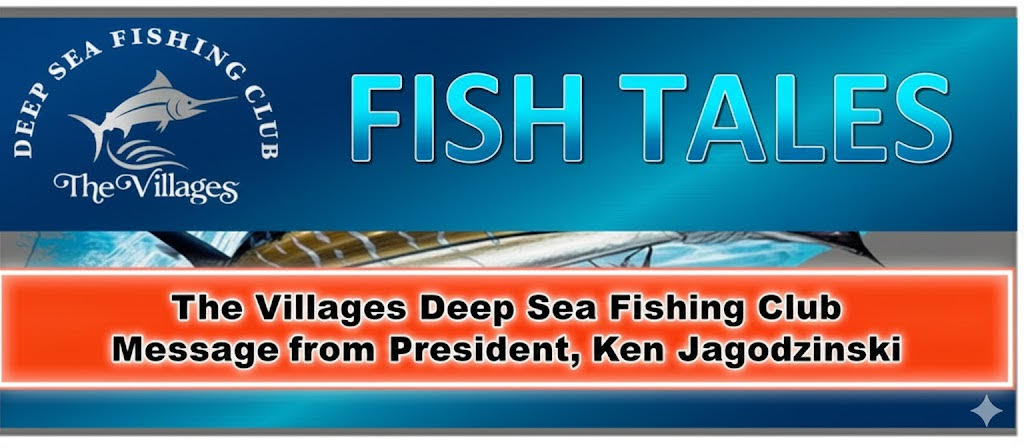 DEEP SEA FISHING CLUB
The Villages
FISH TALES
The Villages Deep Sea Fishing Club
Message from President, Ken Jagodzinski